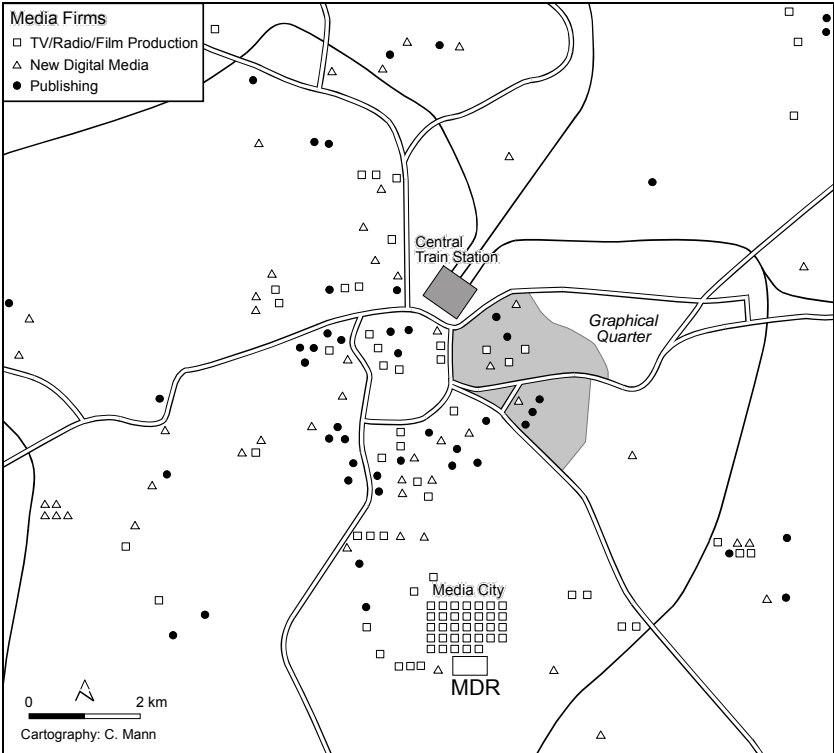 Media Firms
TV/Radio/Film Production
New Digital Media
Publishing
Central
Train Station
Graphical
Quarter
Media City
MDR
0 2 km
Cartography: C. Mann